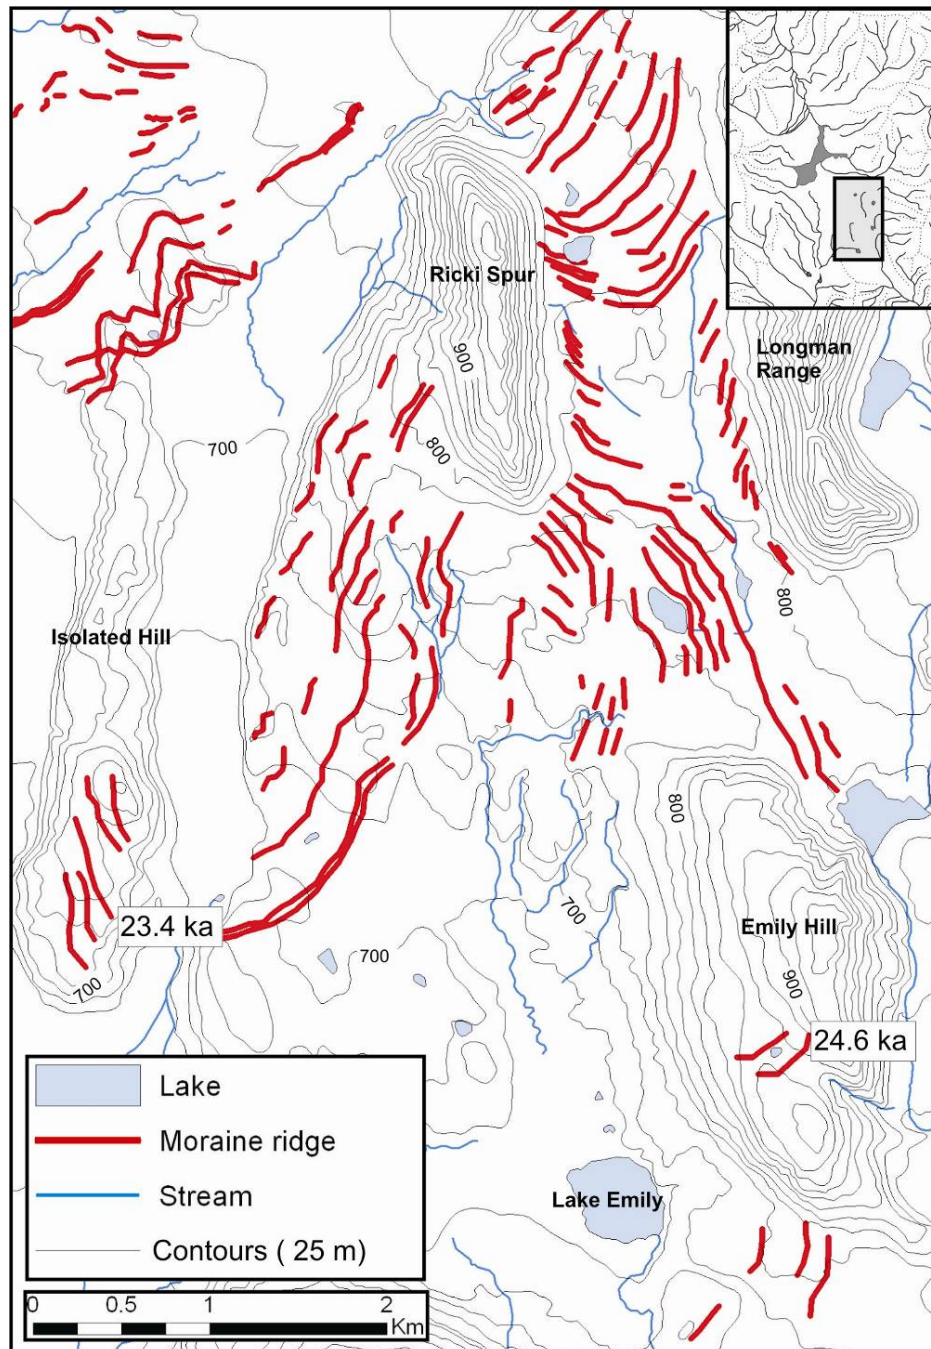 Ricki Spur
900
Longman
Range
700
800
800
Isolated Hill
800
23.4 ka
700
Emily Hill
700
700
900
24.6 ka
Lake
Moraine ridge
Stream
Contours ( 25 m)
Lake Emily
0 0.5 1 2
Km